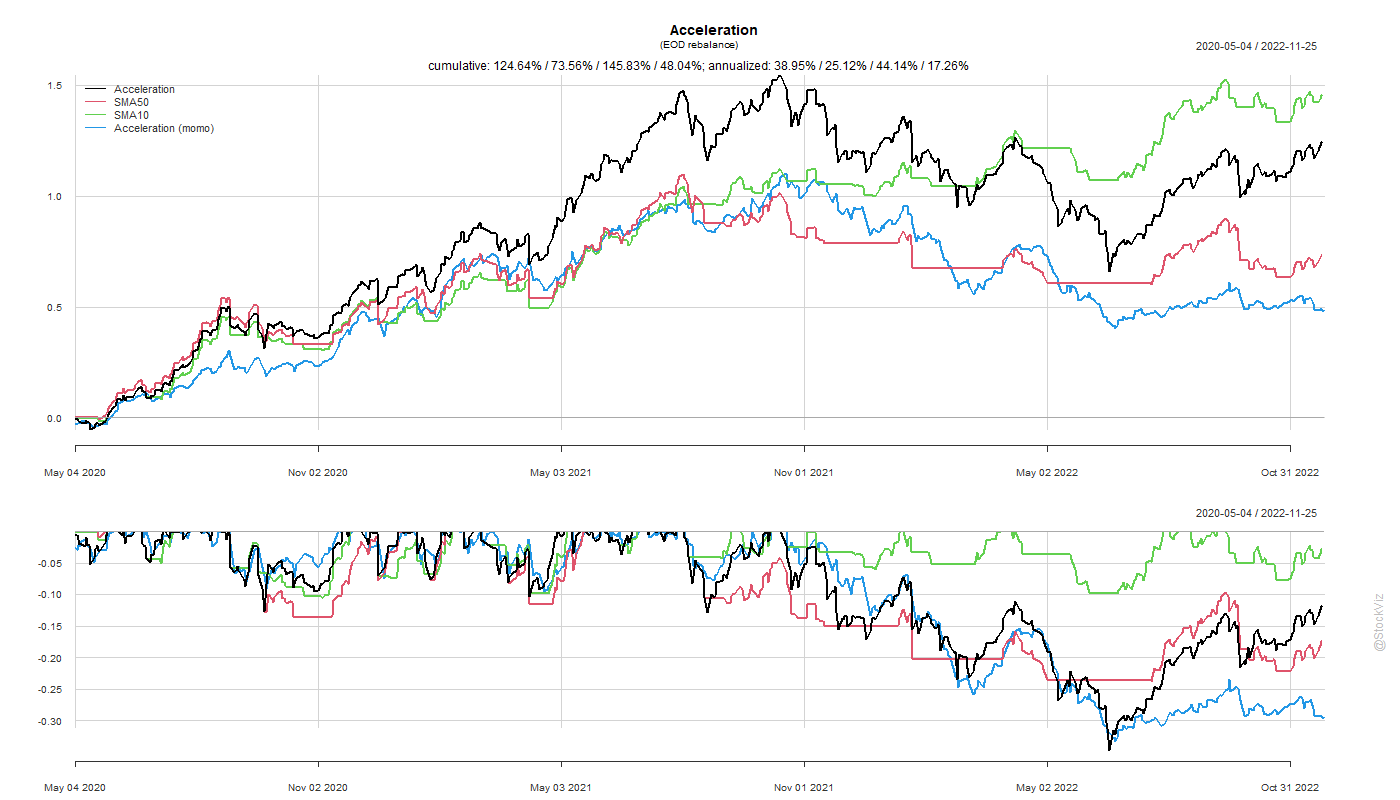 Acceleration
(EOD rebalance)
2020-05-04 / 2022-11-25
cumulative: 124.64% / 73.56% / 145.83% / 48.04%; annualized: 38.95% / 25.12% / 44.14% / 17.26%
Acceleration
SMA50
SMA10
Acceleration (momo)
1.5
1.0
0.5
0.0
May 04 2020 Nov 02 2020 May 03 2021 Nov 01 2021 May 02 2022 Oct 31 2022
2020-05-04 / 2022-11-25
-0.05
-0.10
-0.15
-0.20
-0.25
-0.30
May 04 2020 Nov 02 2020 May 03 2021 Nov 01 2021 May 02 2022 Oct 31 2022
@StockViz